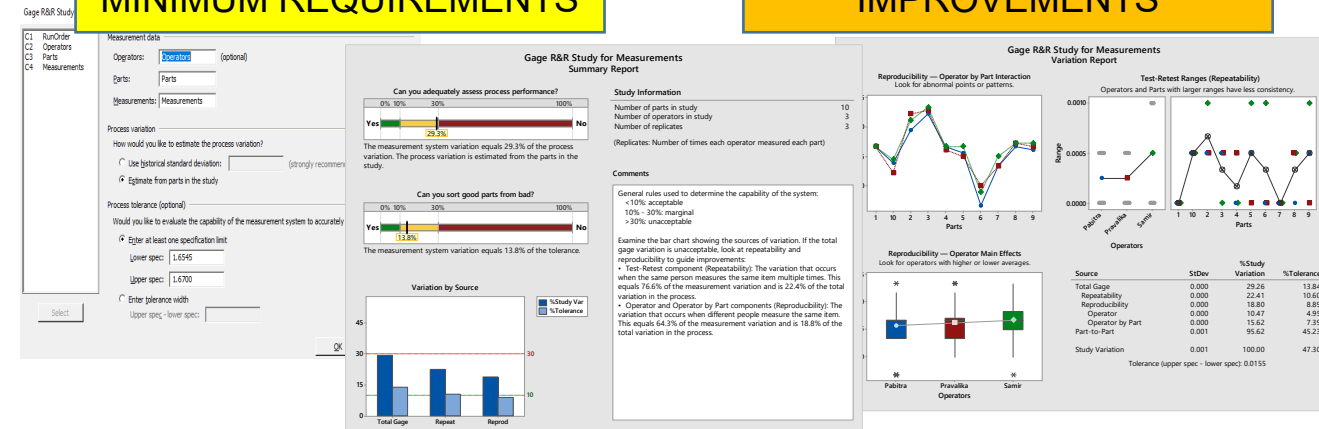 MINIMUM REQUIREMENTS
IMPROVEMENTS
Gage R&R Study
C1 RunOrder
C2 Operators
C3 Parts
C4 Measurements
Measurement data
Operators: Operators (optional)
Parts: Parts
Measurements: Measurements
Process variation
How would you like to estimate the process variation?
Use historical standard deviation: (strongly recommen
Estimate from parts in the study
Process tolerance (optional)
Would you like to evaluate the capability of the measurement system to accurately
Enter at least one specification limit
Lower spec: 1.6545
Upper spec: 1.6700
Enter tolerance width
Upper spec - lower spec:
Select
OK
Gage R&R Study for Measurements
Summary Report
Can you adequately assess process performance?
0% 10% 30% 100%
Yes No
29.3%
The measurement system variation equals 29.3% of the process
variation. The process variation is estimated from the parts in the
study.
Can you sort good parts from bad?
0% 10% 30% 100%
Yes No
13.8%
The measurement system variation equals 13.8% of the tolerance.
Variation by Source
%Study Var
%Tolerance
45
30 30
15
10
0
Total Gage Repeat Reprod
Study Information
Number of parts in study 10
Number of operators in study 3
Number of replicates 3
(Replicates: Number of times each operator measured each part)
Comments
General rules used to determine the capability of the system:
<10%: acceptable
10% - 30%: marginal
>30%: unacceptable
Examine the bar chart showing the sources of variation. If the total
gage variation is unacceptable, look at repeatability and
reproducibility to guide improvements:
• Test-Retest component (Repeatability): The variation that occurs
when the same person measures the same item multiple times. This
equals 76.6% of the measurement variation and is 22.4% of the total
variation in the process.
• Operator and Operator by Part components (Reproducibility): The
variation that occurs when different people measure the same item.
This equals 64.3% of the measurement variation and is 18.8% of the
total variation in the process.
Gage R&R Study for Measurements
Variation Report
Reproducibility — Operator by Part Interaction
Look for abnormal points or patterns.
1 10 2 3 4 5 6 7 8 9
Parts
Reproducibility — Operator Main Effects
Look for operators with higher or lower averages.
Pabitra Pravalika Samir
Operators
Test-Retest Ranges (Repeatability)
Operators and Parts with larger ranges have less consistency.
0.0010
0.0005
0.0000
Range
Pabitra Pravalika Samir
1 10 2 3 4 5 6 7 8 9
Parts
Operators
%Study
Source StDev Variation %Tolerance
Total Gage 0.000 29.26 13.84
Repeatability 0.000 22.41 10.60
Reproducibility 0.000 18.80 8.89
Operator 0.000 10.47 4.95
Operator by Part 0.000 15.62 7.39
Part-to-Part 0.001 95.62 45.23
Study Variation 0.001 100.00 47.30
Tolerance (upper spec - lower spec): 0.0155